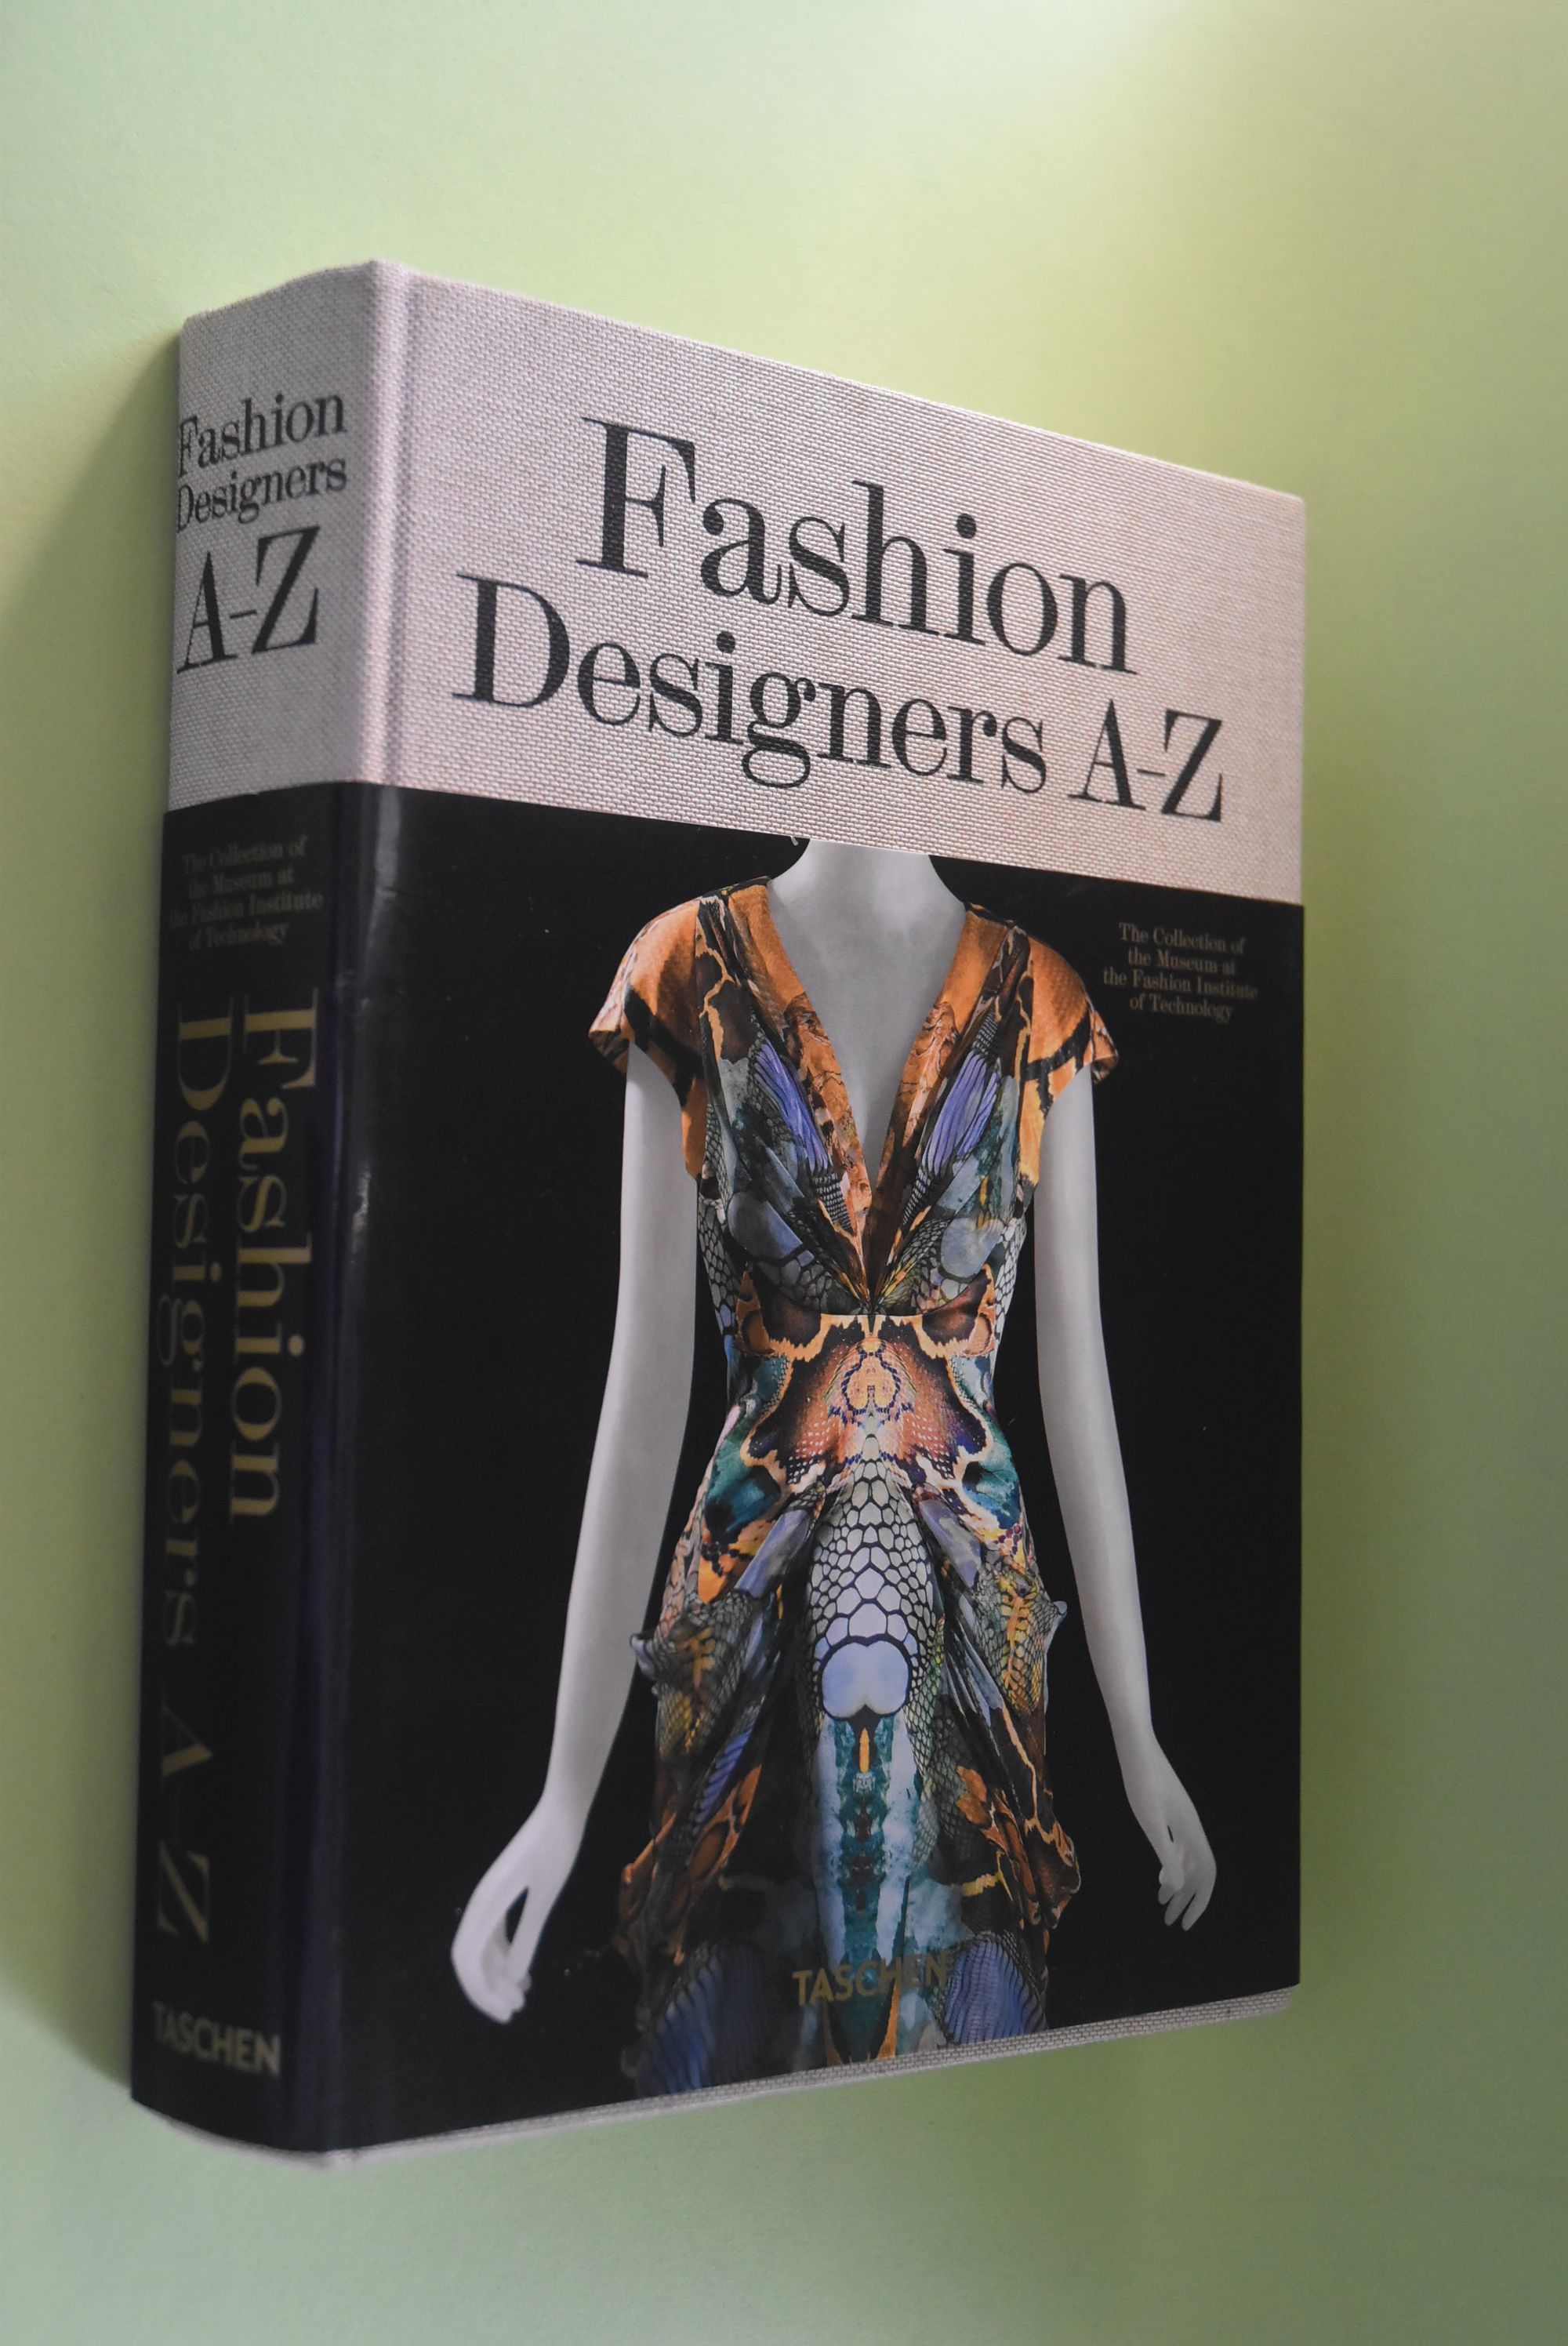 Fashion
Designers
A-Z
The Collection of
the Museum at
the Fashion Institute
of Technology
Fashion
Designers A-Z
TASCHEN
Fashion
Designers A-Z
The Collection of
the Museum at
the Fashion Institute
of Technology
TASCHEN